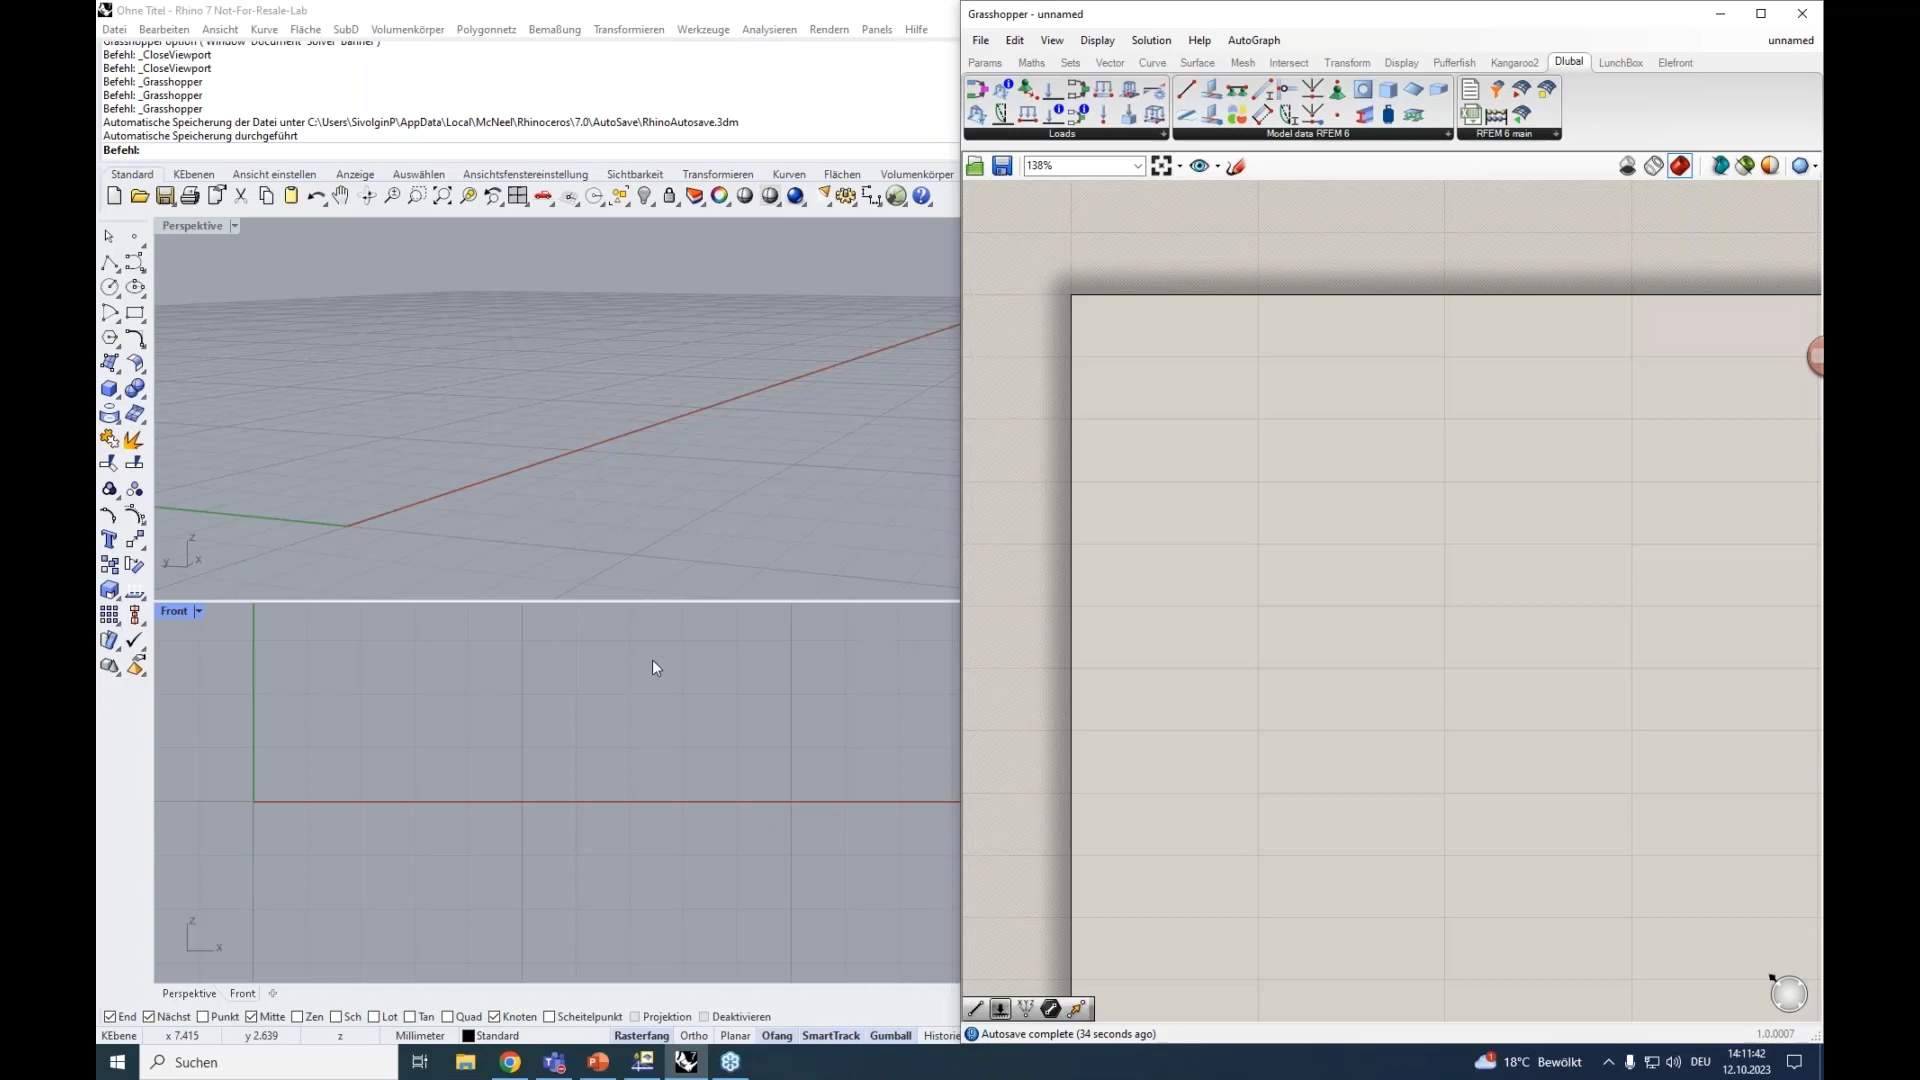 Ohne Titel - Rhino 7 Not-For-Resale-Lab
Datei Bearbeiten Ansicht Kurve Fläche SubD Volumenkörper Polygonnetz Bemaßung Transformieren Werkzeuge Analysieren Rendern Panels Hilfe
Grasshopper option ( Window Document Solver Banner )
Befehl: _CloseViewport
Befehl: _CloseViewport
Befehl: _Grasshopper
Befehl: _Grasshopper
Befehl: _Grasshopper
Automatische Speicherung der Datei unter C:\Users\SivolginP\AppData\Local\McNeel\Rhinoceros\7.0\AutoSave\RhinoAutosave.3dm
Automatische Speicherung durchgeführt
Befehl:
Standard KEbenen Ansicht einstellen Anzeige Auswählen Ansichtsfenstereinstellung Sichtbarkeit Transformieren Kurven Flächen Volumenkörper
Perspektive
z
y x
Front
z
x
Perspektive Front
End Nächst Punkt Mitte Zen Sch Lot Tan Quad Knoten Scheitelpunkt Projektion Deaktivieren
KEbene x 7.415 y 2.639 z Millimeter Standard Rasterfang Ortho Planar Ofang SmartTrack Gumball Historie
Grasshopper - unnamed
File Edit View Display Solution Help AutoGraph unnamed
Params Maths Sets Vector Curve Surface Mesh Intersect Transform Display Pufferfish Kangaroo2 Dlubal LunchBox Elefront
Loads Model data RFEM 6 RFEM 6 main
138%
Autosave complete (34 seconds ago) 1.0.0007
Suchen
18°C Bewölkt DEU 14:11:42
12.10.2023